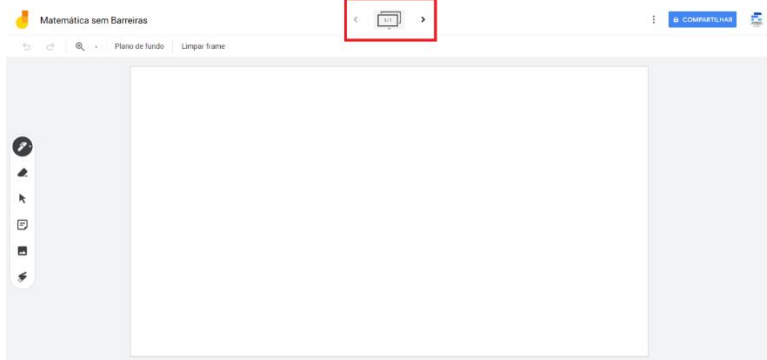 Matemática sem Barreiras
1/1
COMPARTILHAR
Plano de fundo
Limpar frame